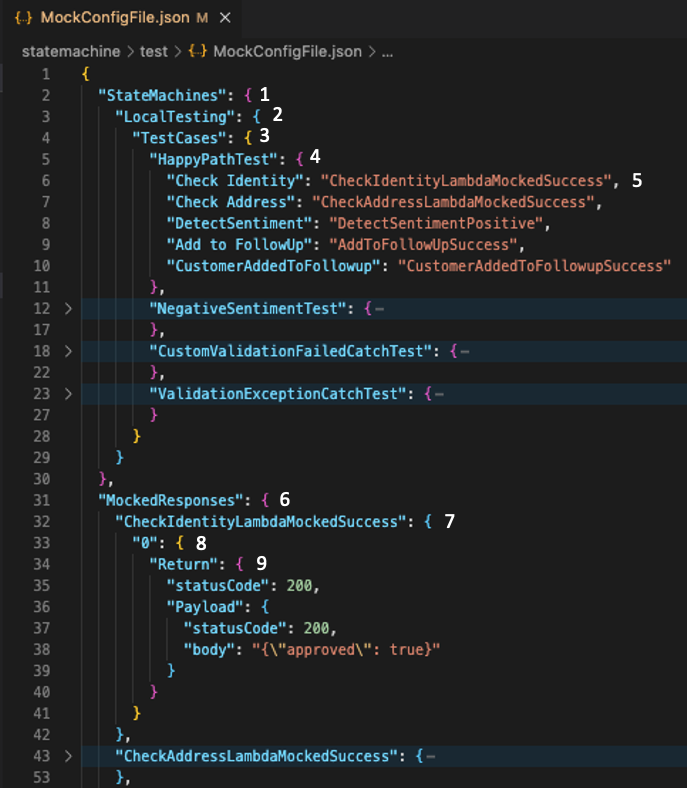 {..} MockConfigFile.json M ×
statemachine > test > {..} MockConfigFile.json > ...
1 {
2 "StateMachines": { 1
3 "LocalTesting": { 2
4 "TestCases": { 3
5 "HappyPathTest": { 4
6 "Check Identity": "CheckIdentityLambdaMockedSuccess", 5
7 "Check Address": "CheckAddressLambdaMockedSuccess",
8 "DetectSentiment": "DetectSentimentPositive",
9 "Add to FollowUp": "AddToFollowUpSuccess",
10 "CustomerAddedToFollowup": "CustomerAddedToFollowupSuccess"
11 },
12 > "NegativeSentimentTest": {⋯
17 },
18 > "CustomValidationFailedCatchTest": {⋯
22 },
23 > "ValidationExceptionCatchTest": {⋯
27 }
28 }
29 }
30 },
31 "MockedResponses": { 6
32 "CheckIdentityLambdaMockedSuccess": { 7
33 "0": { 8
34 "Return": { 9
35 "statusCode": 200,
36 "Payload": {
37 "statusCode": 200,
38 "body": "{\"approved\": true}"
39 }
40 }
41 }
42 },
43 > "CheckAddressLambdaMockedSuccess": {⋯
53 },